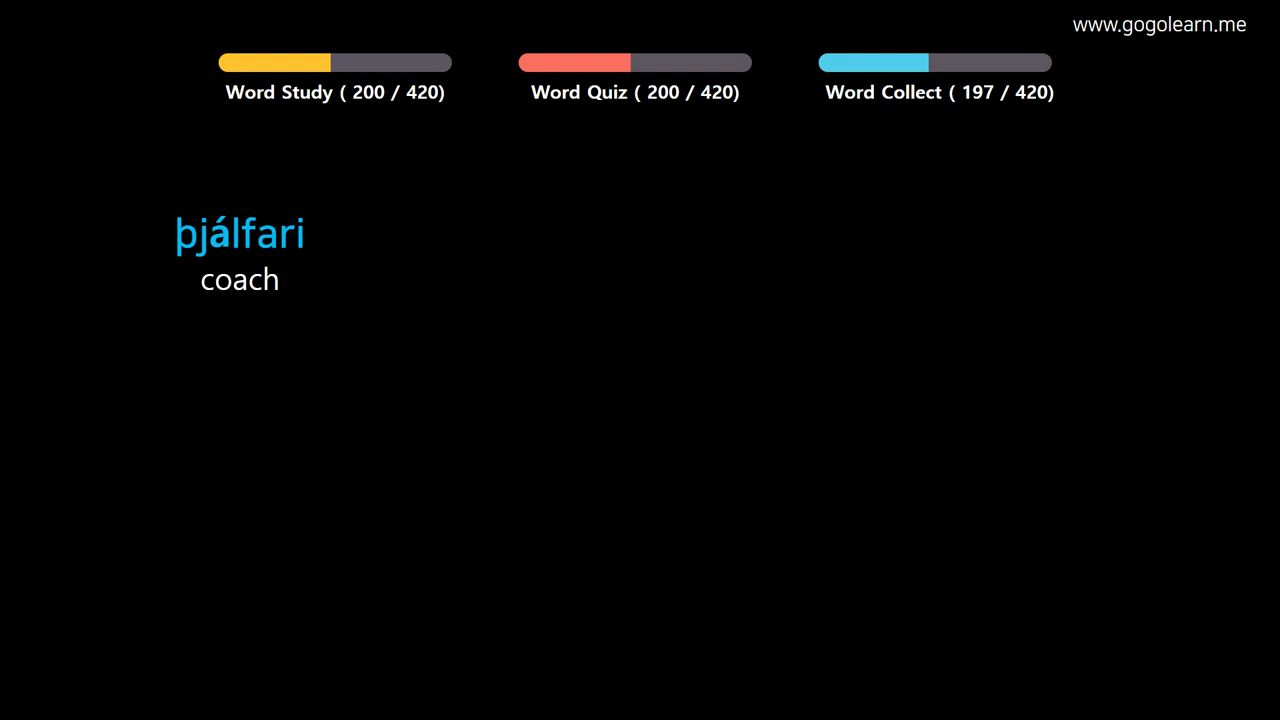 www.gogolearn.me
Word Study ( 200 / 420)
Word Quiz ( 200 / 420)
Word Collect ( 197 / 420)
þjálfari
coach